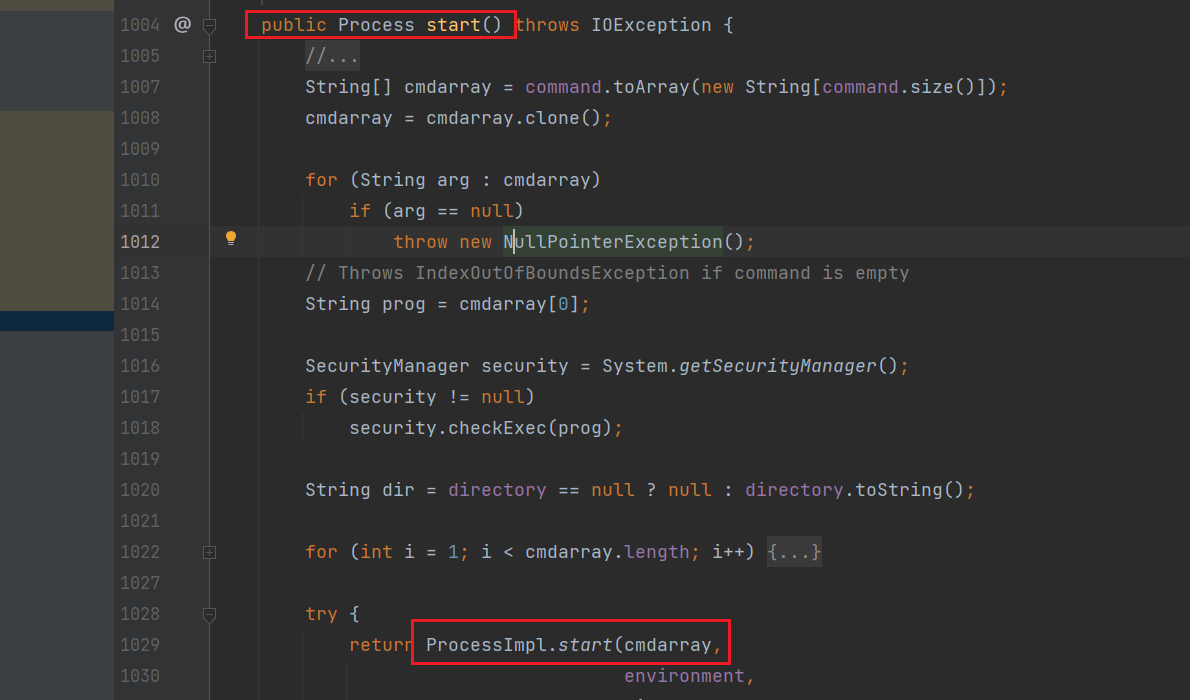 1004 @ public Process start() throws IOException {
1005 //...
1007 String[] cmdarray = command.toArray(new String[command.size()]);
1008 cmdarray = cmdarray.clone();
1009
1010 for (String arg : cmdarray)
1011 if (arg == null)
1012 throw new NullPointerException();
1013 // Throws IndexOutOfBoundsException if command is empty
1014 String prog = cmdarray[0];
1015
1016 SecurityManager security = System.getSecurityManager();
1017 if (security != null)
1018 security.checkExec(prog);
1019
1020 String dir = directory == null ? null : directory.toString();
1021
1022 for (int i = 1; i < cmdarray.length; i++) {...}
1027
1028 try {
1029 return ProcessImpl.start(cmdarray,
1030 environment,